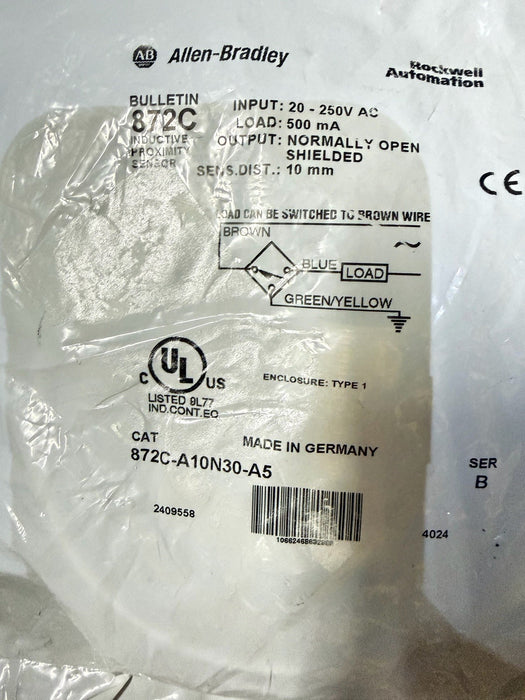 AB Allen-Bradley
Rockwell
Automation
BULLETIN
872C
INDUCTIVE
PROXIMITY
SENSOR
INPUT: 20 - 250V AC
LOAD: 500 mA
OUTPUT: NORMALLY OPEN
SHIELDED
SENS.DIST.: 10 mm
CE
LOAD CAN BE SWITCHED TO BROWN WIRE
BROWN
~
BLUE LOAD
GREEN/YELLOW
C UL US
LISTED 9L77
IND.CONT.EQ
ENCLOSURE: TYPE 1
CAT
872C-A10N30-A5
MADE IN GERMANY
SER
B
2409558
4024